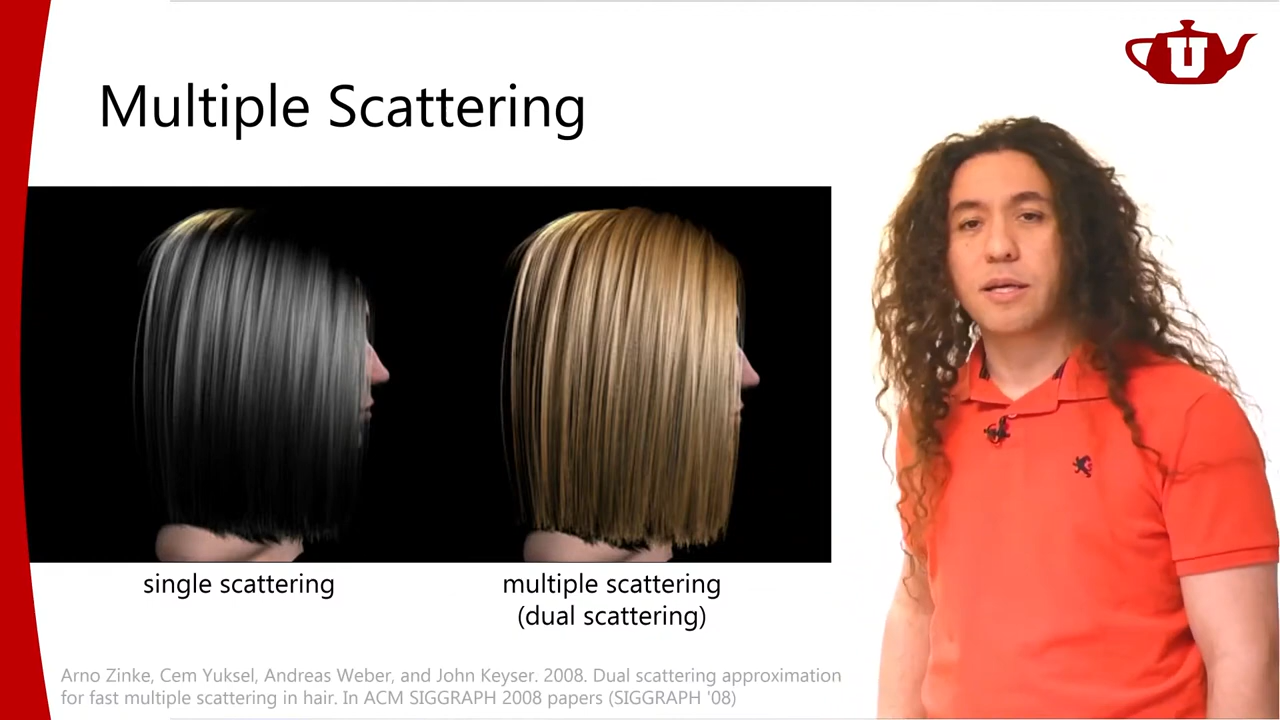 U
Multiple Scattering
single scattering
multiple scattering
(dual scattering)
Arno Zinke, Cem Yuksel, Andreas Weber, and John Keyser. 2008. Dual scattering approximation
for fast multiple scattering in hair. In ACM SIGGRAPH 2008 papers (SIGGRAPH '08)